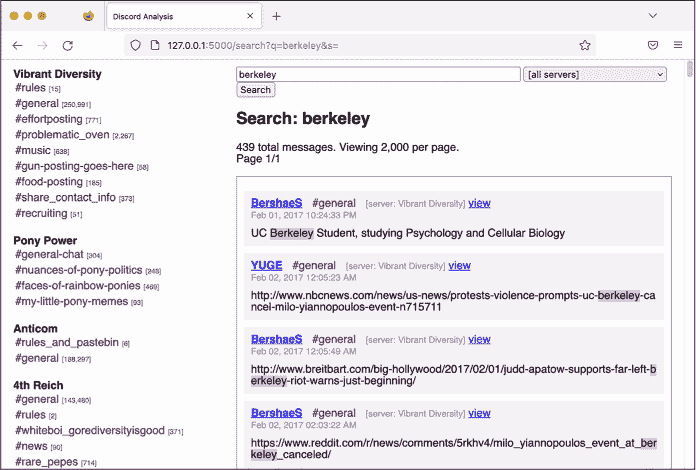 Discord Analysis
127.0.0.1:5000/search?q=berkeley&s=
Vibrant Diversity
#rules [15]
#general [250,991]
#effortposting [771]
#problematic_oven [2,267]
#music [638]
#gun-posting-goes-here [58]
#food-posting [185]
#share_contact_info [373]
#recruiting [51]
Pony Power
#general-chat [304]
#nuances-of-pony-politics [248]
#faces-of-rainbow-ponies [469]
#my-little-pony-memes [93]
Anticom
#rules_and_pastebin [6]
#general [188,297]
4th Reich
#general [143,480]
#rules [2]
#whiteboi_gorediversityisgood [371]
#news [90]
#rare_pepes [714]
berkeley
[all servers]
Search
Search: berkeley
439 total messages. Viewing 2,000 per page.
Page 1/1
BershaeS #general [server: Vibrant Diversity] view
Feb 01, 2017 10:24:33 PM
UC Berkeley Student, studying Psychology and Cellular Biology
YUGE #general [server: Vibrant Diversity] view
Feb 02, 2017 12:05:23 AM
http://www.nbcnews.com/news/us-news/protests-violence-prompts-uc-berkeley-ca
ncel-milo-yiannopoulos-event-n715711
BershaeS #general [server: Vibrant Diversity] view
Feb 02, 2017 12:05:49 AM
http://www.breitbart.com/big-hollywood/2017/02/01/judd-apatow-supports-far-left-b
erkeley-riot-warns-just-beginning/
BershaeS #general [server: Vibrant Diversity] view
Feb 02, 2017 02:03:22 AM
https://www.reddit.com/r/news/comments/5rkhv4/milo_yiannopoulos_event_at_ber
keley_canceled/